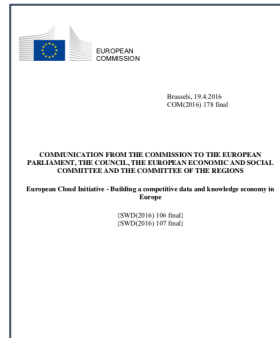 EUROPEAN
COMMISSION
Brussels, 19.4.2016
COM(2016) 178 final
COMMUNICATION FROM THE COMMISSION TO THE EUROPEAN
PARLIAMENT, THE COUNCIL, THE EUROPEAN ECONOMIC AND SOCIAL
COMMITTEE AND THE COMMITTEE OF THE REGIONS
European Cloud Initiative - Building a competitive data and knowledge economy in
Europe
{SWD(2016) 106 final}
{SWD(2016) 107 final}